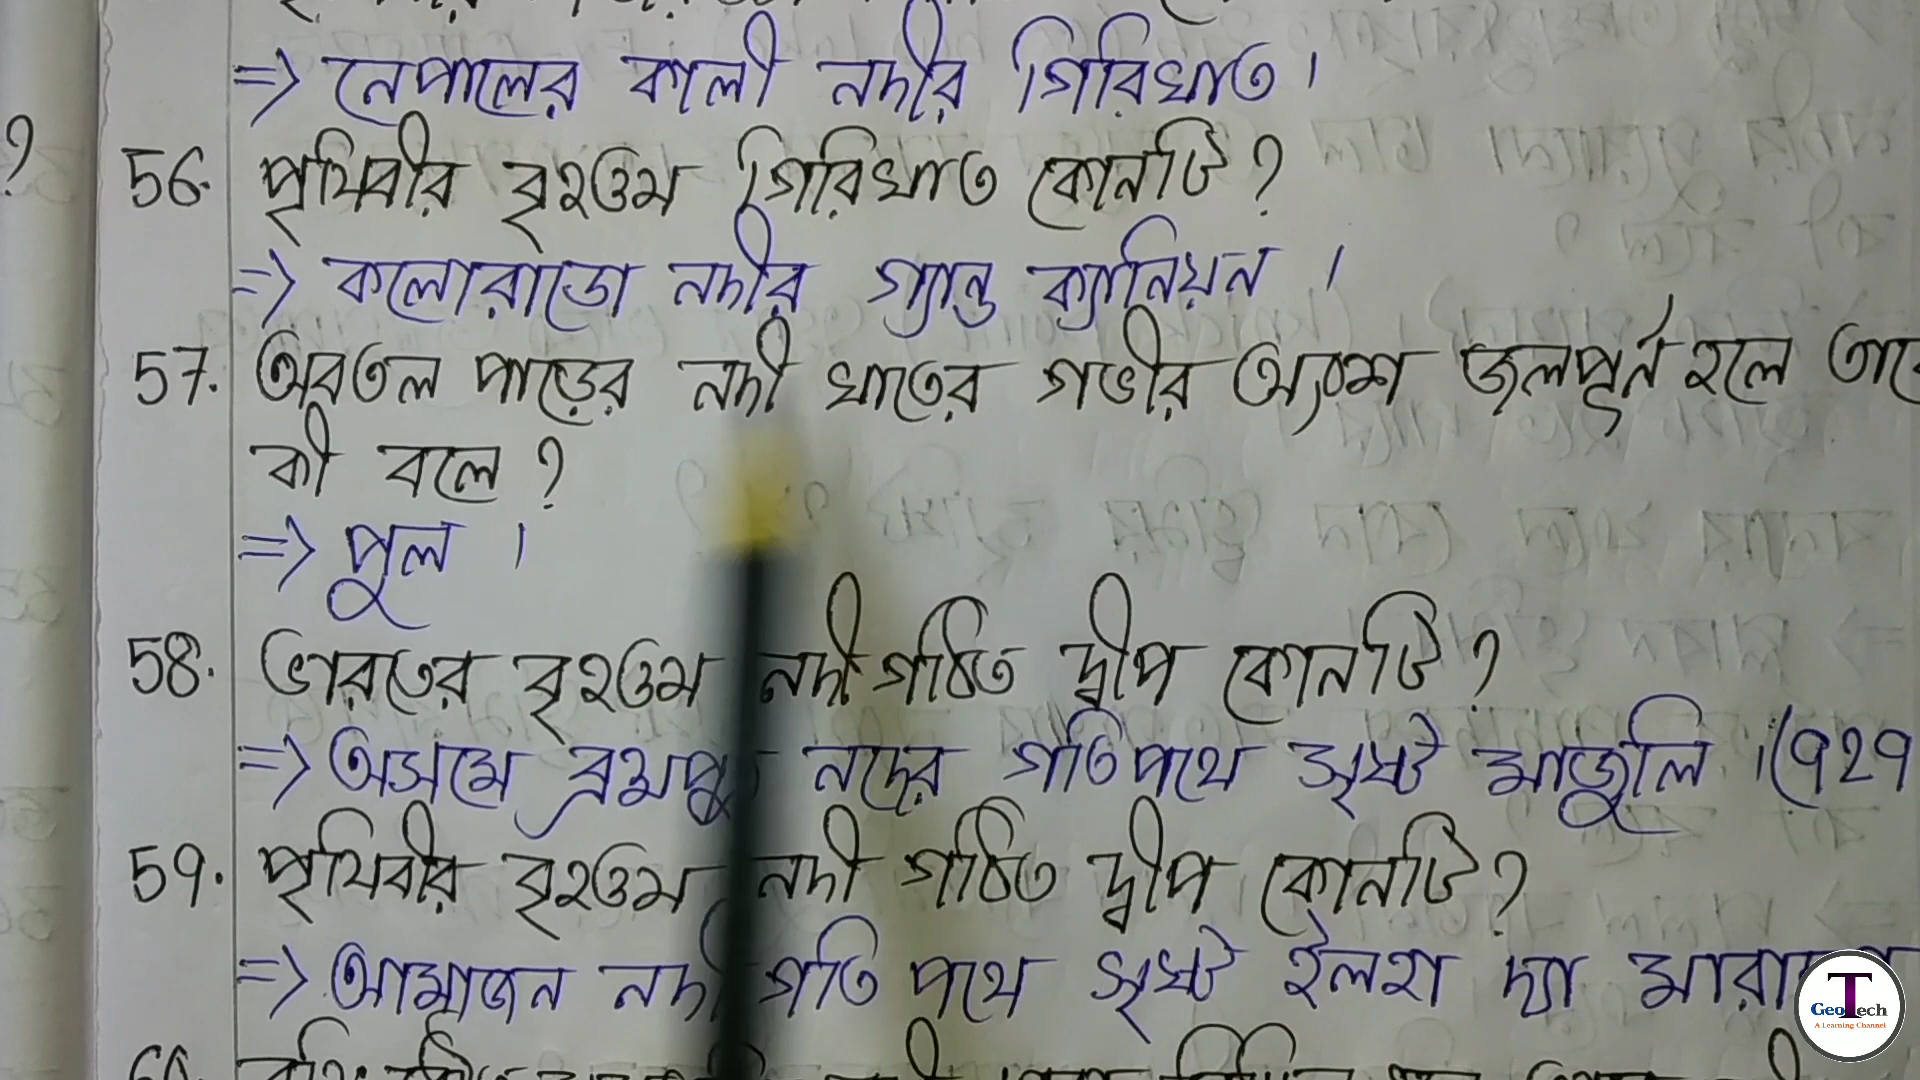 ?
=> নেপালের কালী নদীর গিরিখাত।
56. পৃথিবীর বৃহত্তম গিরিখাত কোনটি?
=> কলোরাডো নদীর গ্যান্ড ক্যানিয়ন ।
57. অবতল পাড়ের নদী খাতের গভীর অংশ জলপূর্ন হলে
কী বলে ?
=> পুল ।
58. ভারতের বৃহত্তম নদী গঠিত দ্বীপ কোনটি ?
=> অসমে নদের গতিপথে সৃষ্ট মাজুলি ।(৭২৭
59. পৃথিবীর বৃহত্তম নদী গঠিত দ্বীপ কোনটি?
=> আমাজন নদী গতি পথে সৃষ্ট ইলহা দ্যা
GeoTech
A Learning Channel